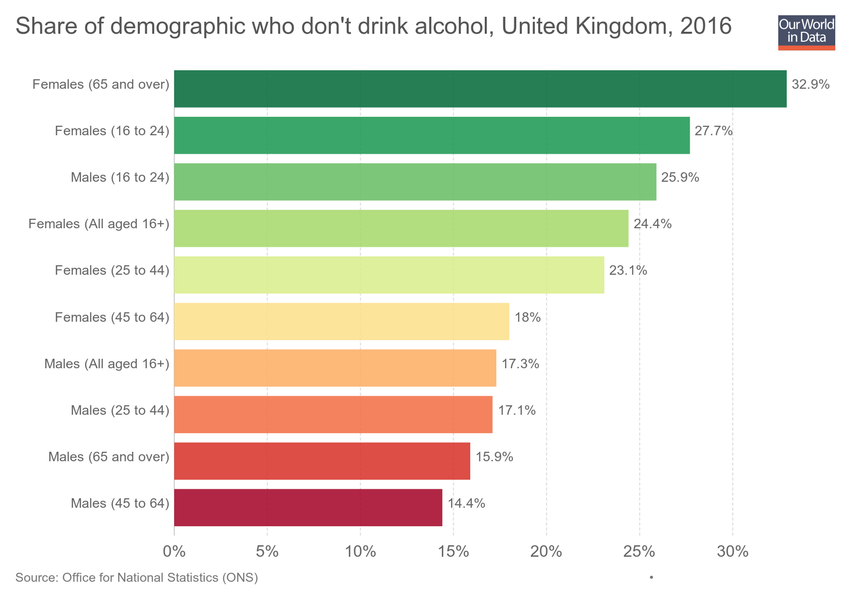 Share of demographic who don't drink alcohol, United Kingdom, 2016
Our World
in Data
Females (65 and over) 32.9%
Females (16 to 24) 27.7%
Males (16 to 24) 25.9%
Females (All aged 16+) 24.4%
Females (25 to 44) 23.1%
Females (45 to 64) 18%
Males (All aged 16+) 17.3%
Males (25 to 44) 17.1%
Males (65 and over) 15.9%
Males (45 to 64) 14.4%
0% 5% 10% 15% 20% 25% 30%
Source: Office for National Statistics (ONS) •